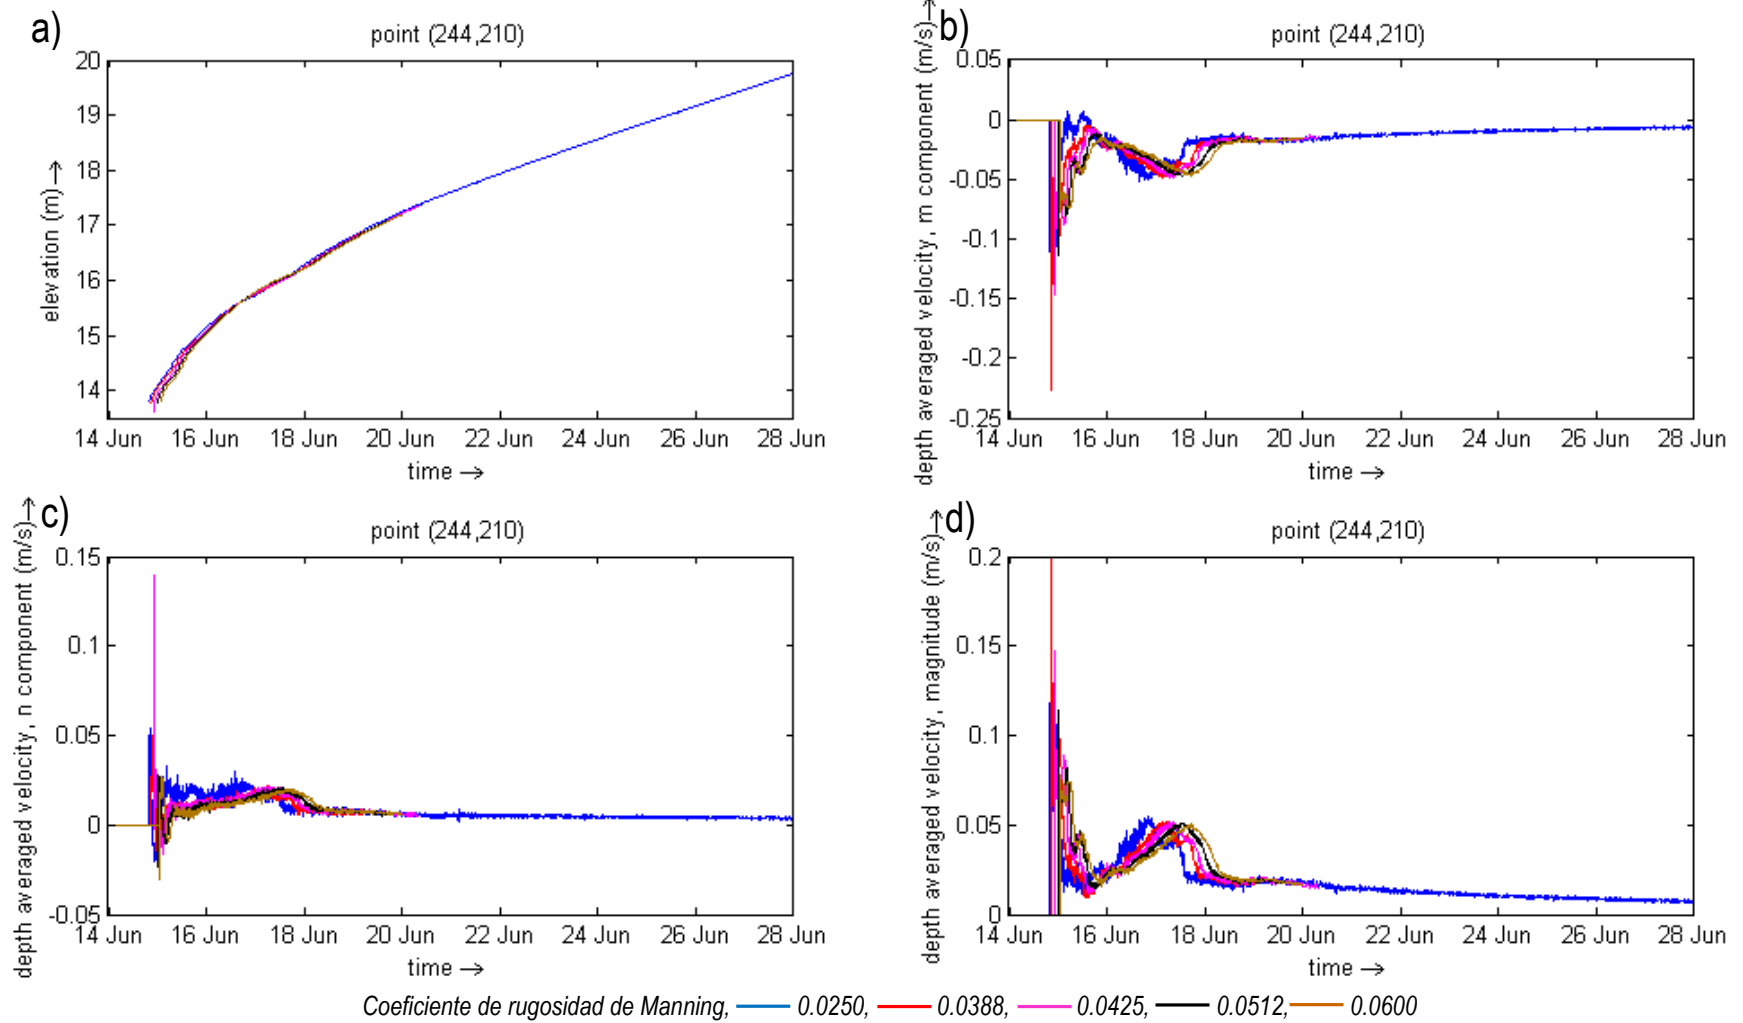 a)
point (244,210)
elevation (m) →
20
19
18
17
16
15
14
14 Jun 16 Jun 18 Jun 20 Jun 22 Jun 24 Jun 26 Jun 28 Jun
time →
b)
point (244,210)
depth averaged velocity, m component (m/s) →
0.05
0
-0.05
-0.1
-0.15
-0.2
-0.25
14 Jun 16 Jun 18 Jun 20 Jun 22 Jun 24 Jun 26 Jun 28 Jun
time →
c)
point (244,210)
depth averaged velocity, n component (m/s) →
0.15
0.1
0.05
0
-0.05
14 Jun 16 Jun 18 Jun 20 Jun 22 Jun 24 Jun 26 Jun 28 Jun
time →
d)
point (244,210)
depth averaged velocity, magnitude (m/s) →
0.2
0.15
0.1
0.05
0
14 Jun 16 Jun 18 Jun 20 Jun 22 Jun 24 Jun 26 Jun 28 Jun
time →
Coeficiente de rugosidad de Manning, 0.0250, 0.0388, 0.0425, 0.0512, 0.0600